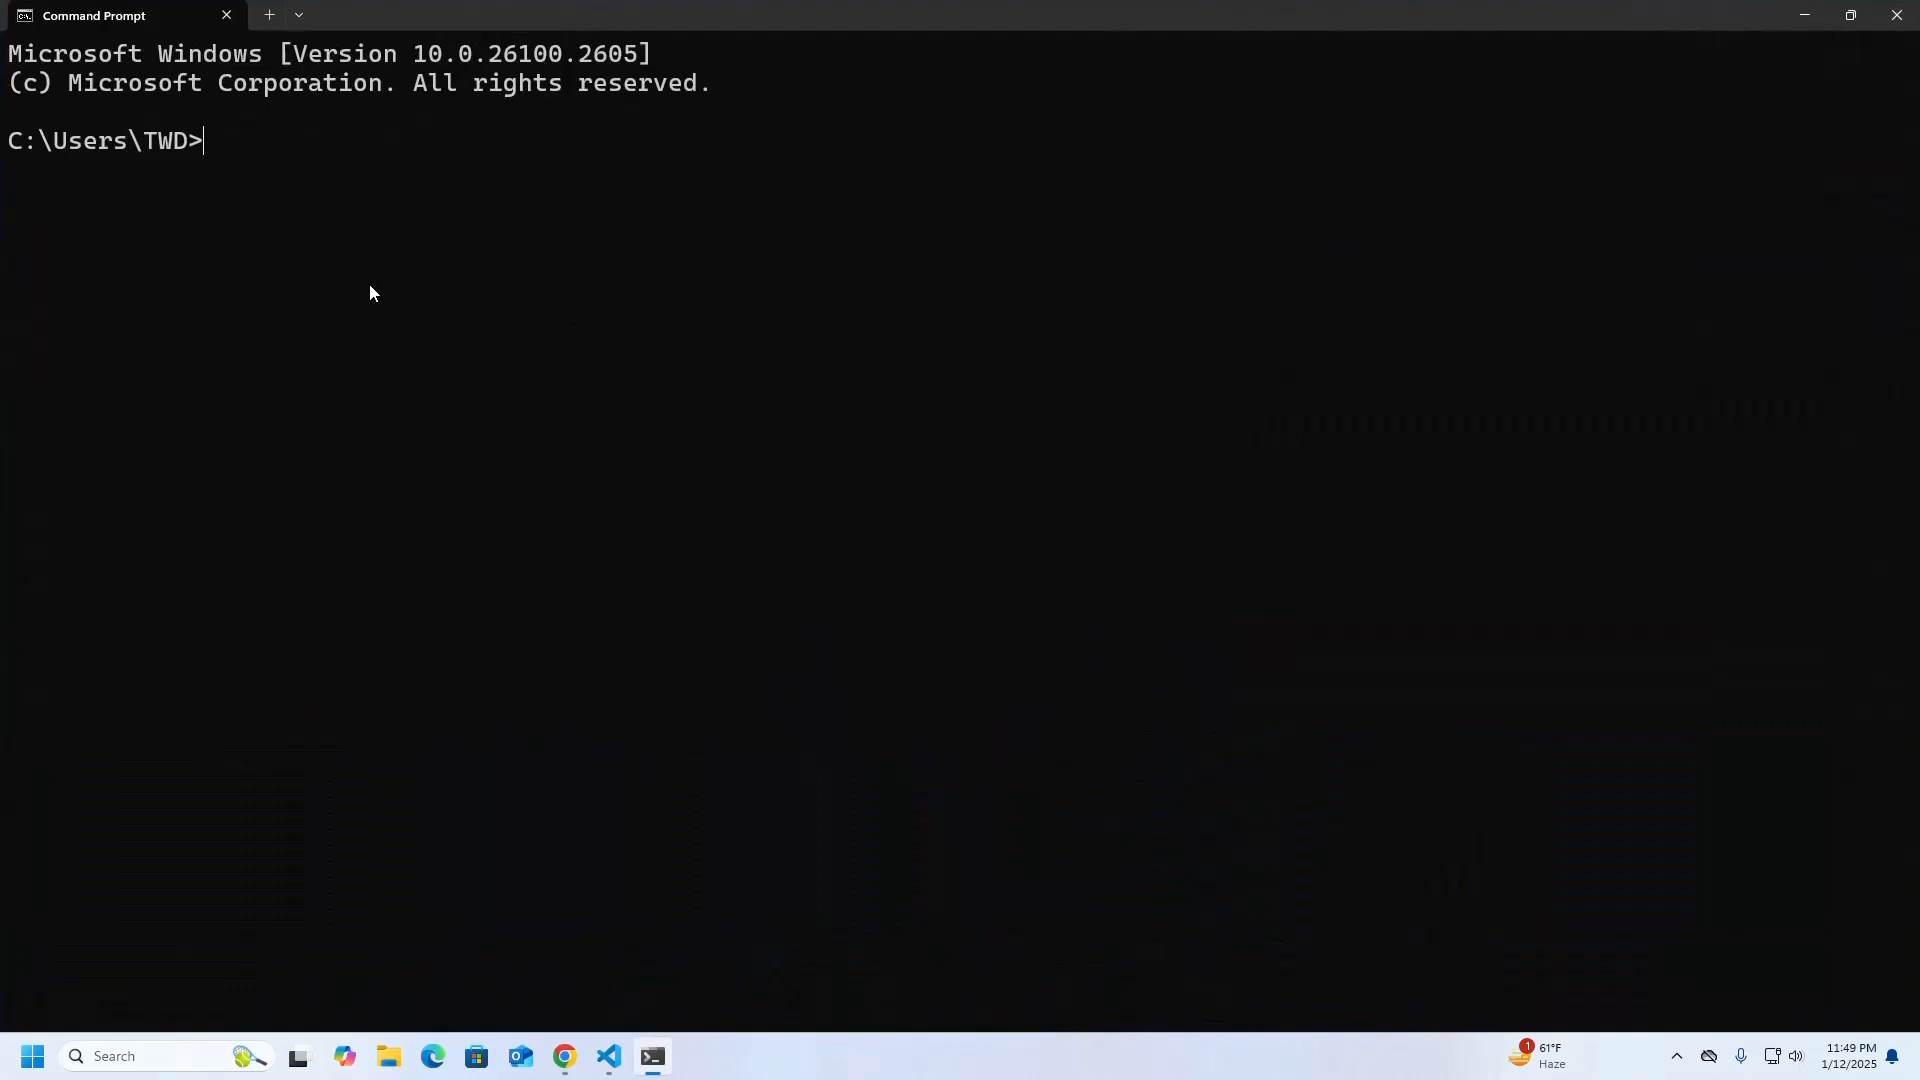 Command Prompt
Microsoft Windows [Version 10.0.26100.2605]
(c) Microsoft Corporation. All rights reserved.
C:\Users\TWD>
Search
1
61°F
Haze
11:49 PM
1/12/2025